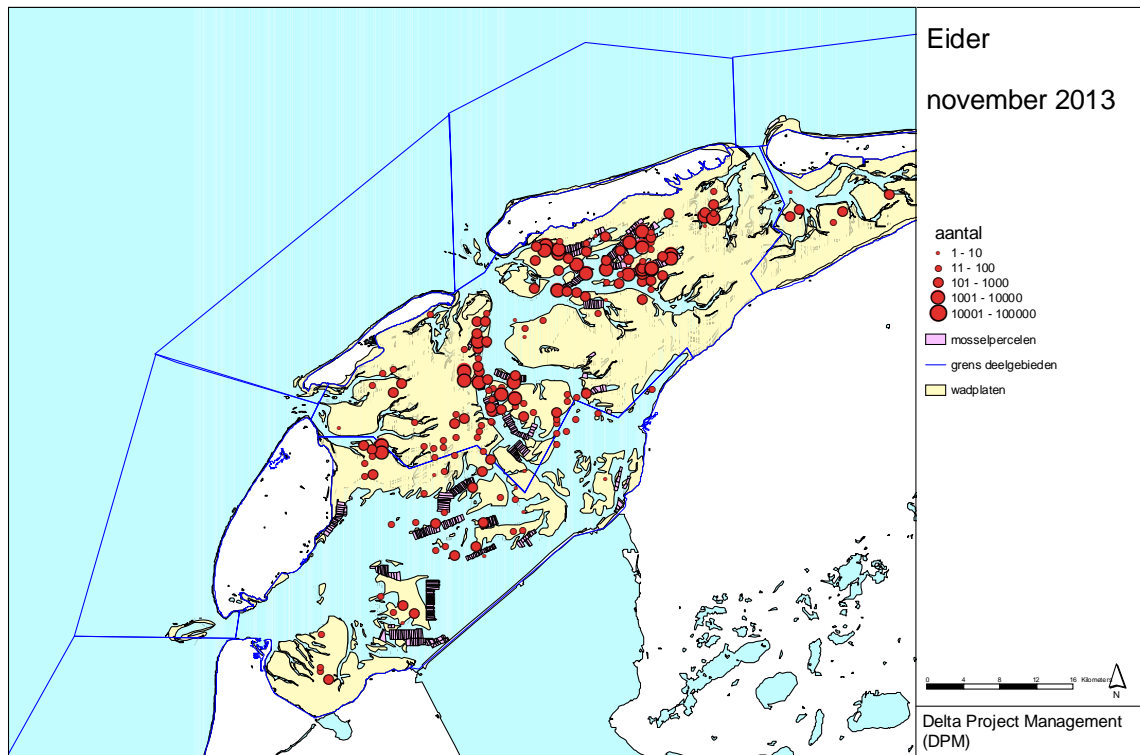 Eider
november 2013
aantal
1 - 10
11 - 100
101 - 1000
1001 - 10000
10001 - 100000
mosselpercelen
grens deelgebieden
wadplaten
0 4 8 12 16 Kilometers
N
Delta Project Management
(DPM)